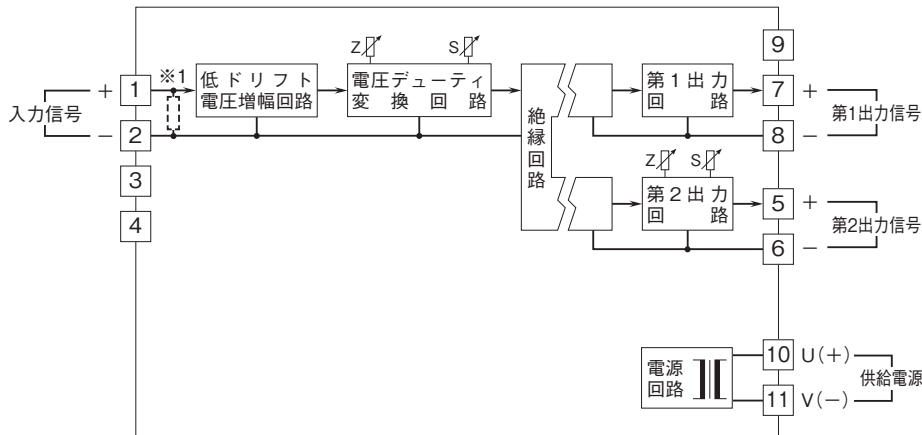 9
Z S
※1
+ 1
低ドリフト
電圧増幅回路
電圧デューティ
変換回路
第1出力
回路
7 +
入力信号
絶縁回路
第1出力信号
− 2
8 −
3
Z S
4
第2出力
回路
5 +
第2出力信号
6 −
電源
回路
10 U(+)
供給電源
11 V(−)